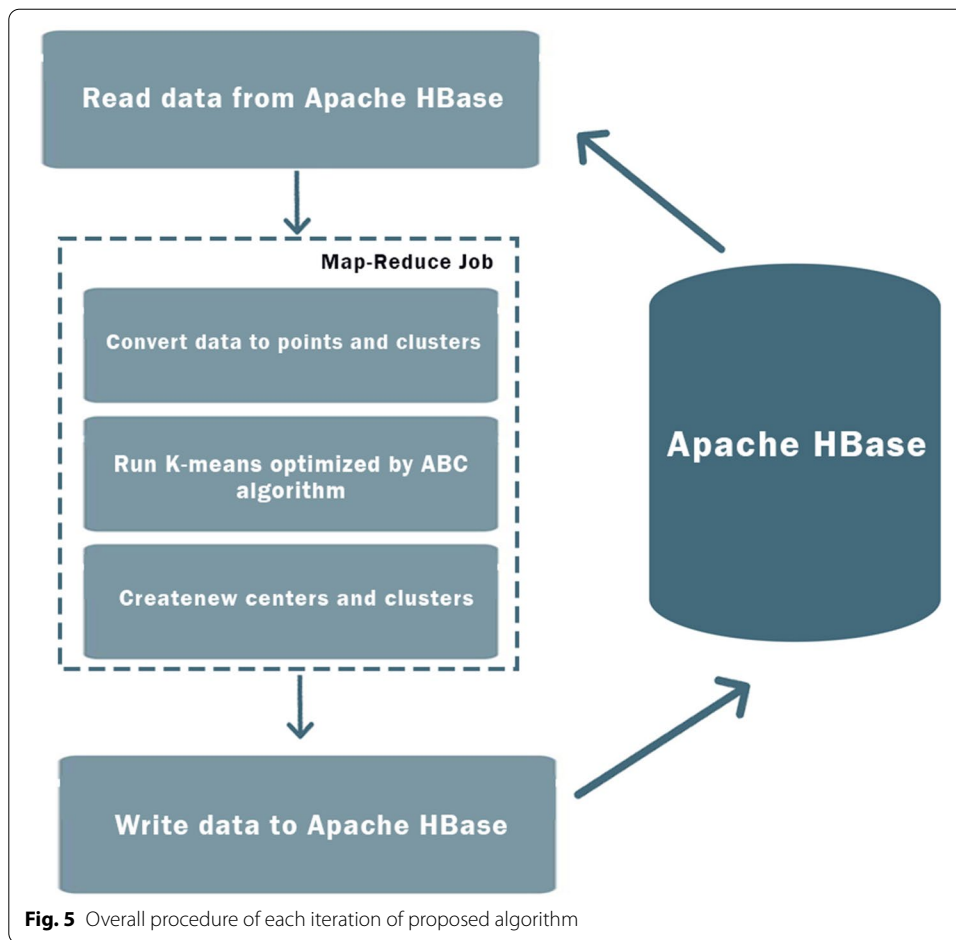 Read data from Apache HBase
Map-Reduce Job
Convert data to points and clusters
Run K-means optimized by ABC
algorithm
Createnew centers and clusters
Write data to Apache HBase
Apache HBase
Fig. 5 Overall procedure of each iteration of proposed algorithm